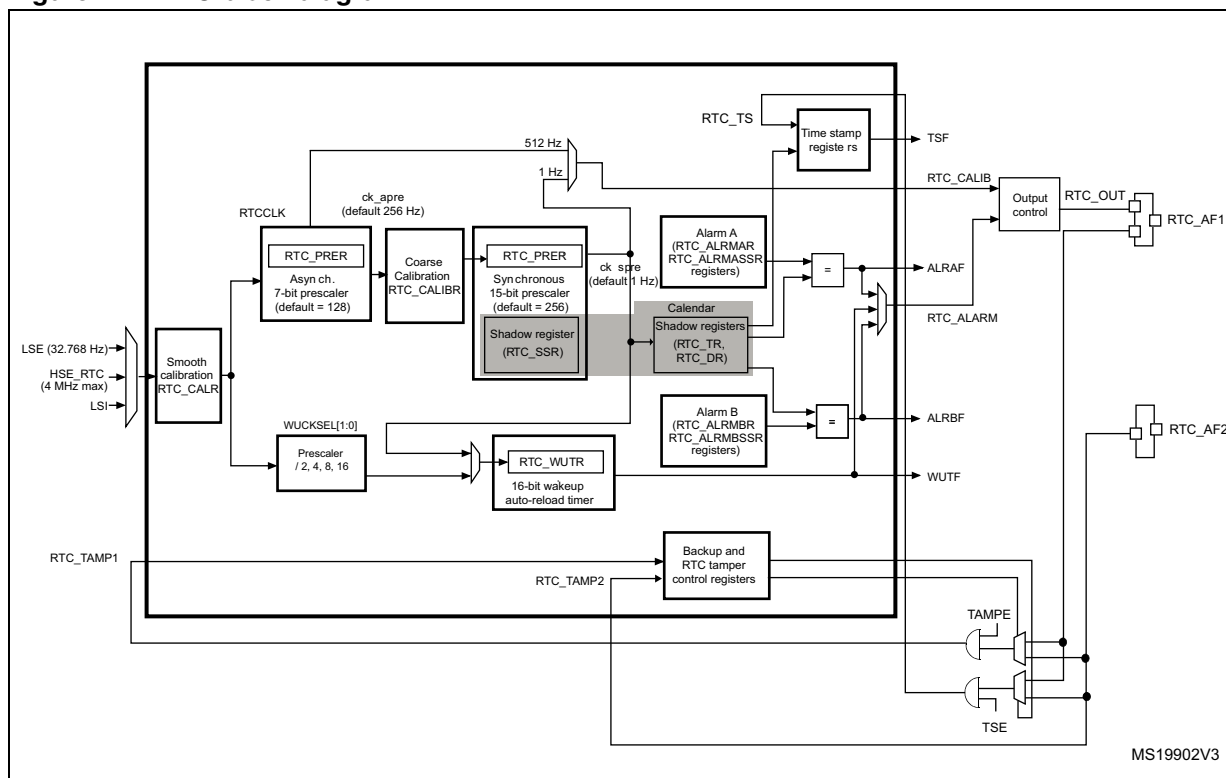 RTC_TS
Time stamp
registe rs
TSF
512 Hz
1 Hz
RTC_CALIB
Output
control
RTC_OUT
RTC_AF1
RTCCLK
ck_apre
(default 256 Hz)
RTC_PRER
Asyn ch.
7-bit prescaler
(default = 128)
Coarse
Calibration
RTC_CALIBR
RTC_PRER
Syn chronous
15-bit prescaler
(default = 256)
ck_spre
(default 1 Hz)
Alarm A
(RTC_ALRMAR
RTC_ALRMASSR
registers)
=
ALRAF
Calendar
Shadow register
(RTC_SSR)
Shadow registers
(RTC_TR,
RTC_DR)
RTC_ALARM
LSE (32.768 Hz)
HSE_RTC
(4 MHz max)
LSI
Smooth
calibration
RTC_CALR
Alarm B
(RTC_ALRMBR
RTC_ALRMBSSR
registers)
=
ALRBF
RTC_AF2
WUCKSEL[1:0]
Prescaler
/ 2, 4, 8, 16
RTC_WUTR
16-bit wakeup
auto-reload timer
WUTF
RTC_TAMP1
RTC_TAMP2
Backup and
RTC tamper
control registers
TAMPE
TSE
MS19902V3